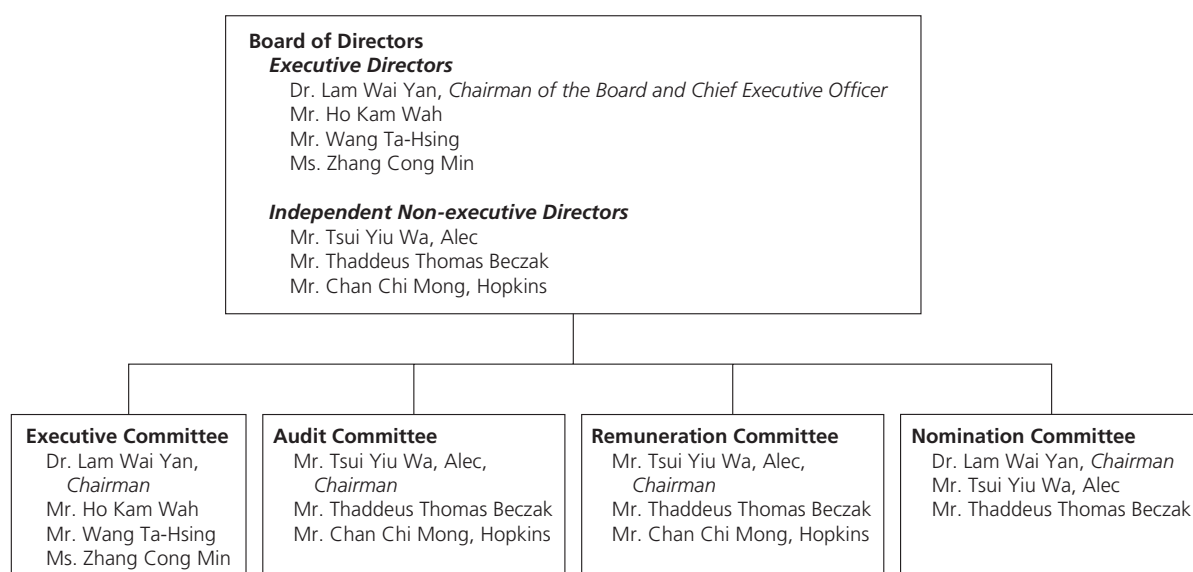 Board of Directors
Executive Directors
Dr. Lam Wai Yan, Chairman of the Board and Chief Executive Officer
Mr. Ho Kam Wah
Mr. Wang Ta-Hsing
Ms. Zhang Cong Min
Independent Non-executive Directors
Mr. Tsui Yiu Wa, Alec
Mr. Thaddeus Thomas Beczak
Mr. Chan Chi Mong, Hopkins
Executive Committee
Dr. Lam Wai Yan,
Chairman
Mr. Ho Kam Wah
Mr. Wang Ta-Hsing
Ms. Zhang Cong Min
Audit Committee
Mr. Tsui Yiu Wa, Alec,
Chairman
Mr. Thaddeus Thomas Beczak
Mr. Chan Chi Mong, Hopkins
Remuneration Committee
Mr. Tsui Yiu Wa, Alec,
Chairman
Mr. Thaddeus Thomas Beczak
Mr. Chan Chi Mong, Hopkins
Nomination Committee
Dr. Lam Wai Yan, Chairman
Mr. Tsui Yiu Wa, Alec
Mr. Thaddeus Thomas Beczak